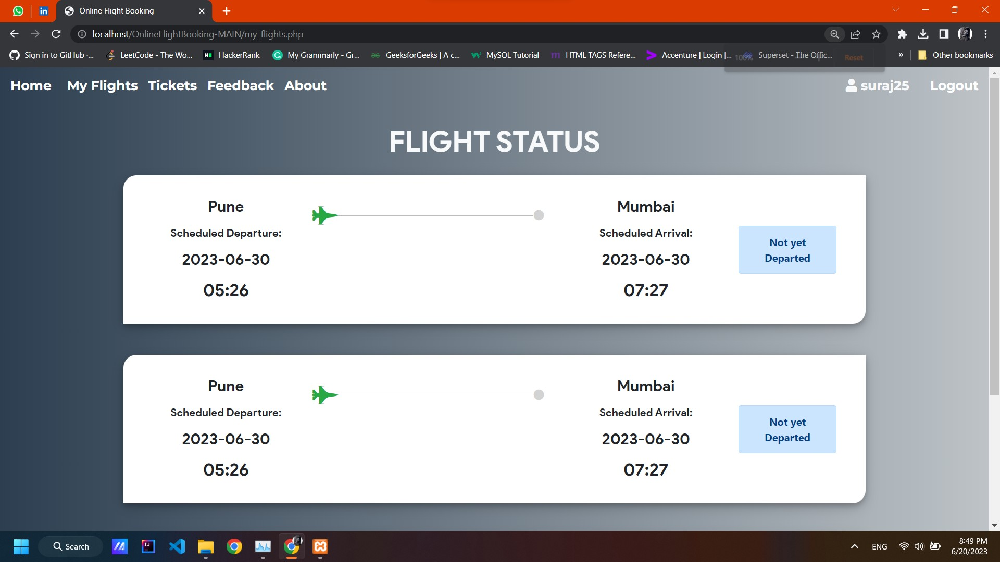 Online Flight Booking
localhost/OnlineFlightBooking-MAIN/my_flights.php
Sign in to GitHub ·... LeetCode - The Wo... HackerRank My Grammarly - Gr... GeeksforGeeks | A c... MySQL Tutorial HTML TAGS Refere... Accenture | Login |... Superset - The Offic... » Other bookmarks
100% Reset
Home My Flights Tickets Feedback About suraj25 Logout
FLIGHT STATUS
Pune Mumbai
Scheduled Departure: Scheduled Arrival:
Not yet
Departed
2023-06-30 2023-06-30
05:26 07:27
Pune Mumbai
Scheduled Departure: Scheduled Arrival:
Not yet
Departed
2023-06-30 2023-06-30
05:26 07:27
Search ENG 8:49 PM
6/20/2023